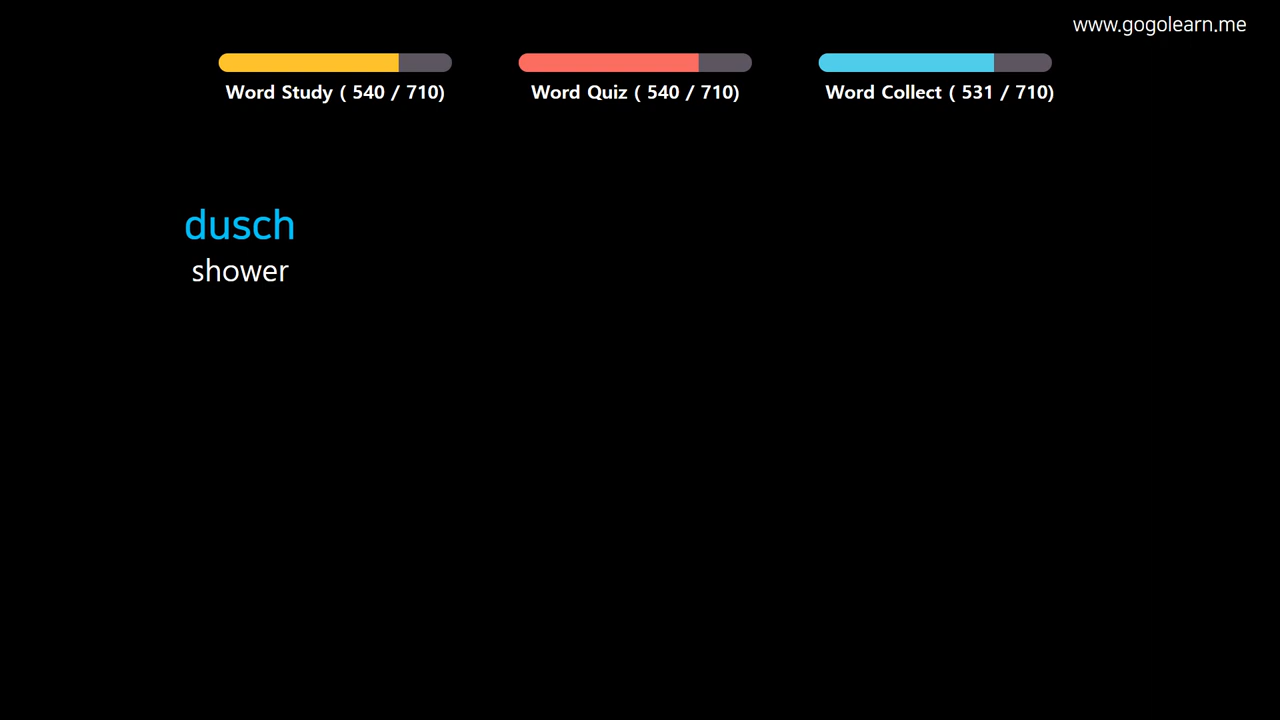 www.gogolearn.me
Word Study ( 540 / 710)
Word Quiz ( 540 / 710)
Word Collect ( 531 / 710)
dusch
shower